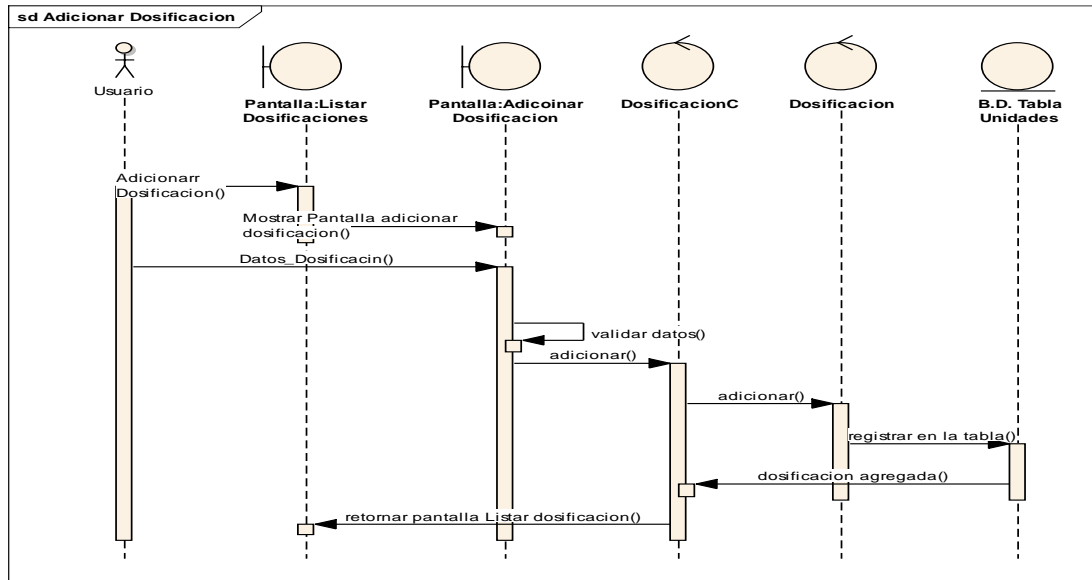 sd Adicionar Dosificacion
Usuario
Pantalla:Listar
Dosificaciones
Pantalla:Adicoinar
Dosificacion
DosificacionC
Dosificacion
B.D. Tabla
Unidades
Adicionarr
Dosificacion()
Mostrar Pantalla adicionar
dosificacion()
Datos_Dosificacin()
validar datos()
adicionar()
adicionar()
registrar en la tabla()
dosificacion agregada()
retornar pantalla Listar dosificacion()